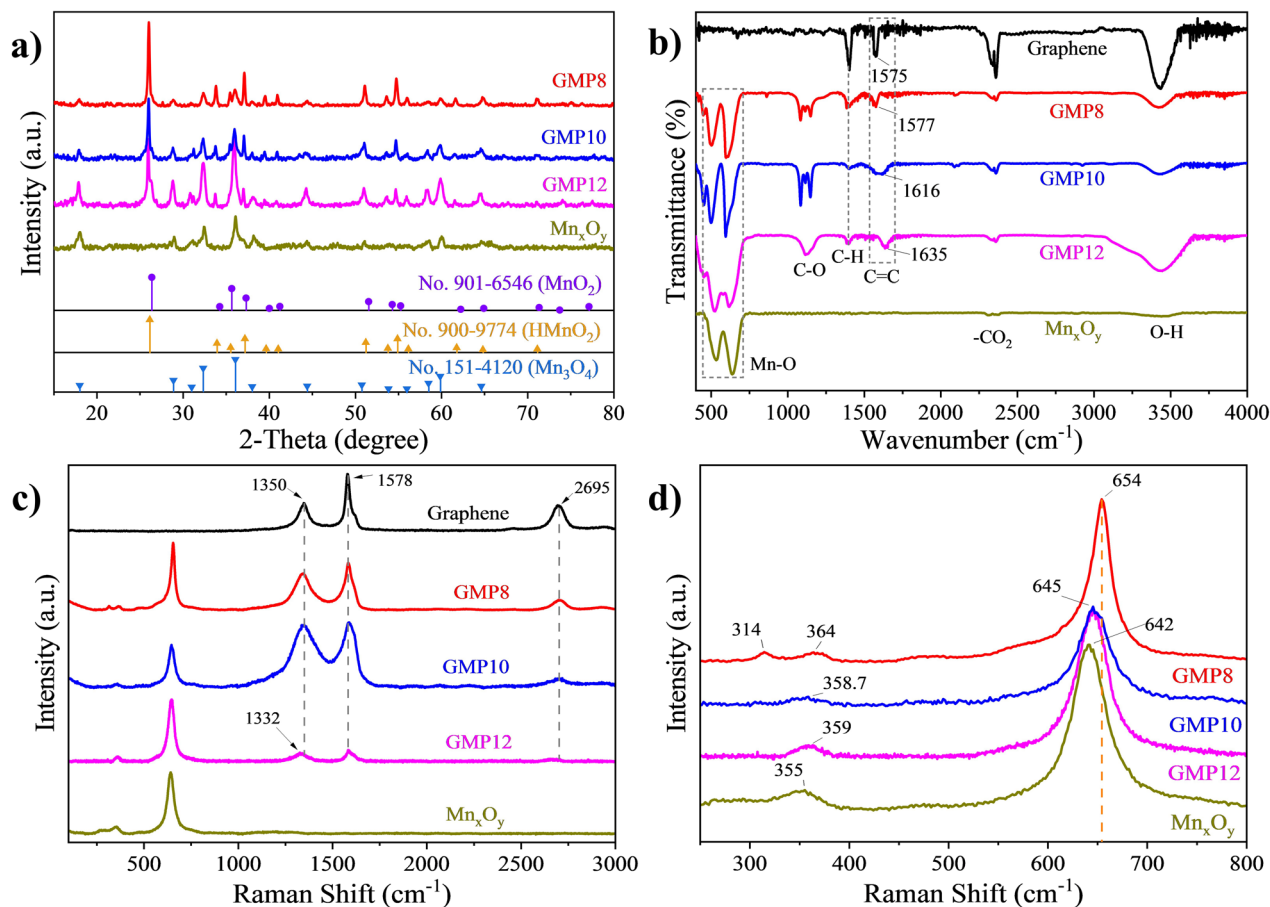 a)
GMP8
GMP10
GMP12
MnxOy
No. 901-6546 (MnO2)
No. 900-9774 (HMnO2)
No. 151-4120 (Mn3O4)
20 30 40 50 60 70 80
2-Theta (degree)
Intensity (a.u.)
b)
Graphene
1575
GMP8
1577
GMP10
1616
GMP12
C-O
C-H
C=C
1635
MnxOy
Mn-O
-CO2
O-H
500 1000 1500 2000 2500 3000 3500 4000
Wavenumber (cm-1)
Transmittance (%)
c)
1350
1578
2695
Graphene
GMP8
GMP10
1332
GMP12
MnxOy
500 1000 1500 2000 2500 3000
Raman Shift (cm-1)
Intensity (a.u.)
d)
654
645
642
314
364
GMP8
358.7
GMP10
359
GMP12
355
MnxOy
300 400 500 600 700 800
Raman Shift (cm-1)
Intensity (a.u.)